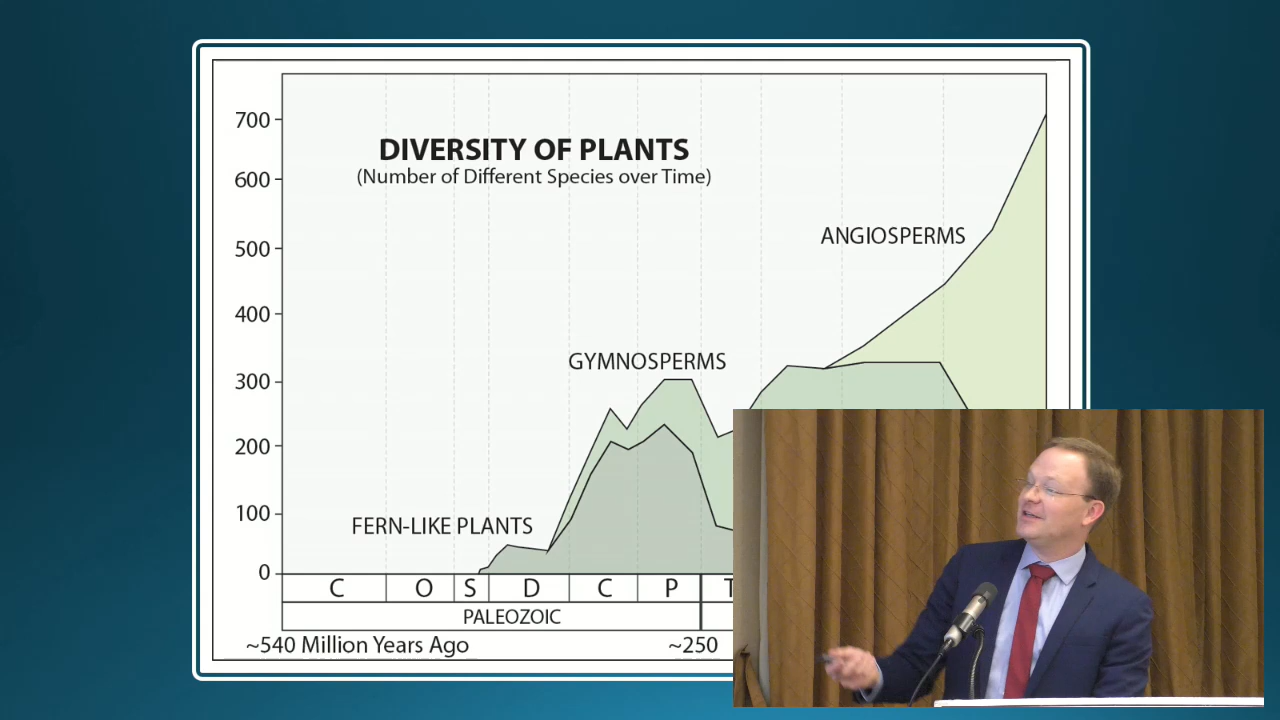 700
DIVERSITY OF PLANTS
(Number of Different Species over Time)
600
ANGIOSPERMS
500
400
GYMNOSPERMS
300
200
100
FERN-LIKE PLANTS
0
C O S D C P T
PALEOZOIC
~540 Million Years Ago ~250